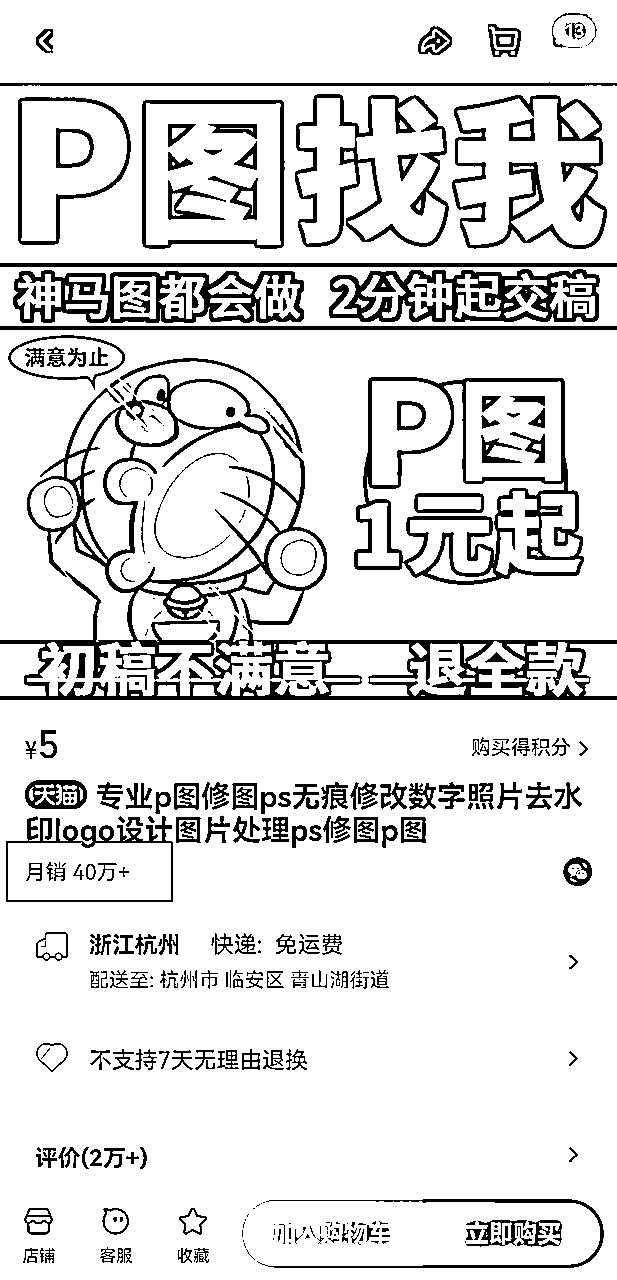 13
P图找我
神马图都会做 2分钟起交稿
满意为止
P图
1元起
初稿不满意 退全款
¥5
购买得积分
天猫 专业p图修图ps无痕修改数字照片去水
印logo设计图片处理ps修图p图
月销 40万+
浙江杭州 快递: 免运费
配送至: 杭州市 临安区 青山湖街道
不支持7天无理由退换
评价(2万+)
店铺 客服 收藏 加入购物车 立即购买